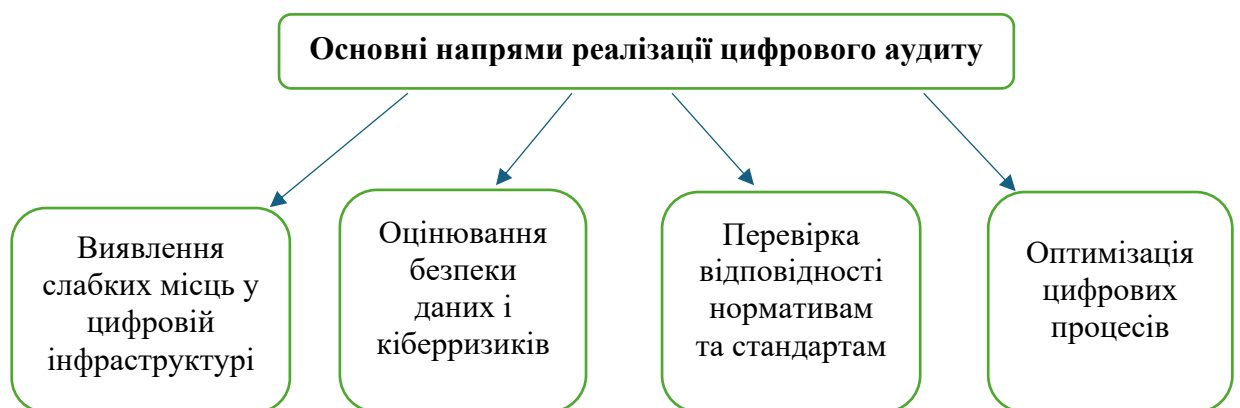 Основні напрями реалізації цифрового аудиту
Виявлення
слабких місць у
цифровій
інфраструктурі
Оцінювання
безпеки
даних і
кіберризиків
Перевірка
відповідності
нормативам
та стандартам
Оптимізація
цифрових
процесів